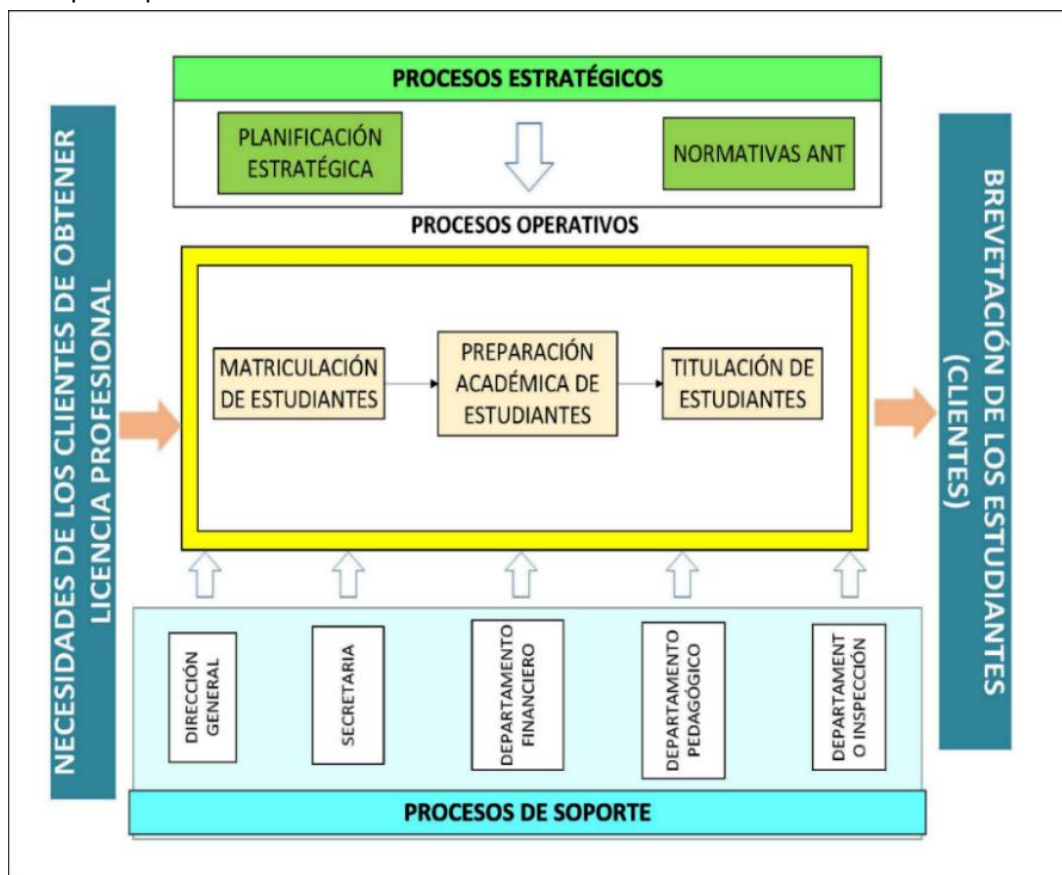 PROCESOS ESTRATÉGICOS
PLANIFICACIÓN
ESTRATÉGICA
NORMATIVAS ANT
NECESIDADES DE LOS CLIENTES DE OBTENER
LICENCIA PROFESIONAL
PROCESOS OPERATIVOS
MATRICULACIÓN
DE ESTUDIANTES
PREPARACIÓN
ACADÉMICA DE
ESTUDIANTES
TITULACIÓN DE
ESTUDIANTES
BREVETACIÓN DE LOS ESTUDIANTES
(CLIENTES)
DIRECCIÓN
GENERAL
SECRETARIA
DEPARTAMENTO
FINANCIERO
DEPARTAMENTO
PEDAGÓGICO
DEPARTAMENT
O INSPECCIÓN
PROCESOS DE SOPORTE